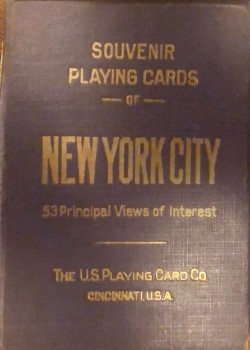 SOUVENIR
PLAYING CARDS
OF
NEW YORK CITY
53 Principal Views of Interest
THE U.S. PLAYING CARD CO
CINCINNATI, U.S.A.